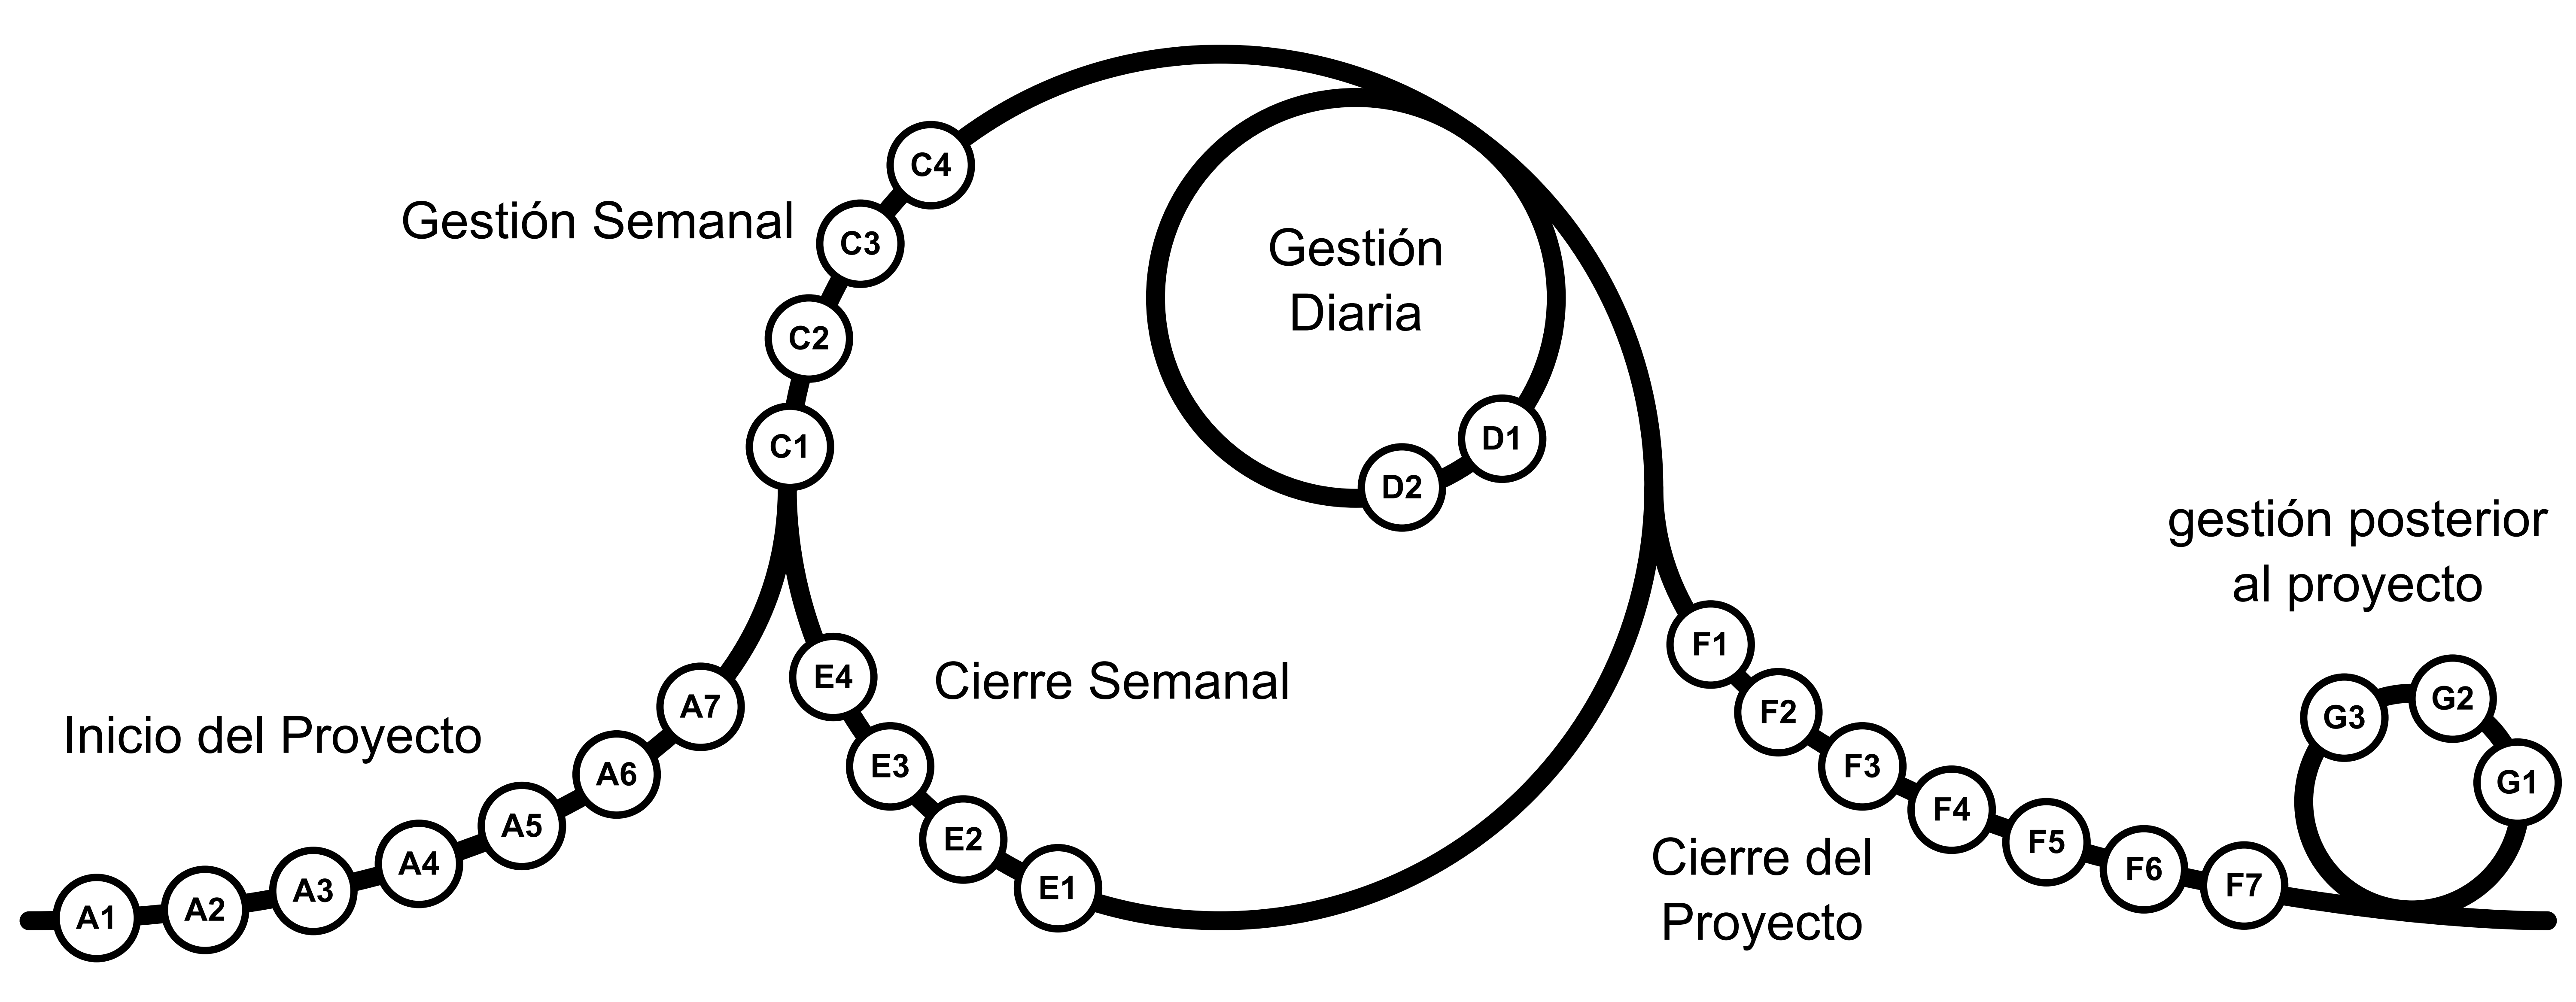 Inicio del Proyecto
A1
A2
A3
A4
A5
A6
A7
Gestión Semanal
C1
C2
C3
C4
Gestión
Diaria
D1
D2
Cierre Semanal
E1
E2
E3
E4
Cierre del
Proyecto
F1
F2
F3
F4
F5
F6
F7
gestión posterior
al proyecto
G1
G2
G3